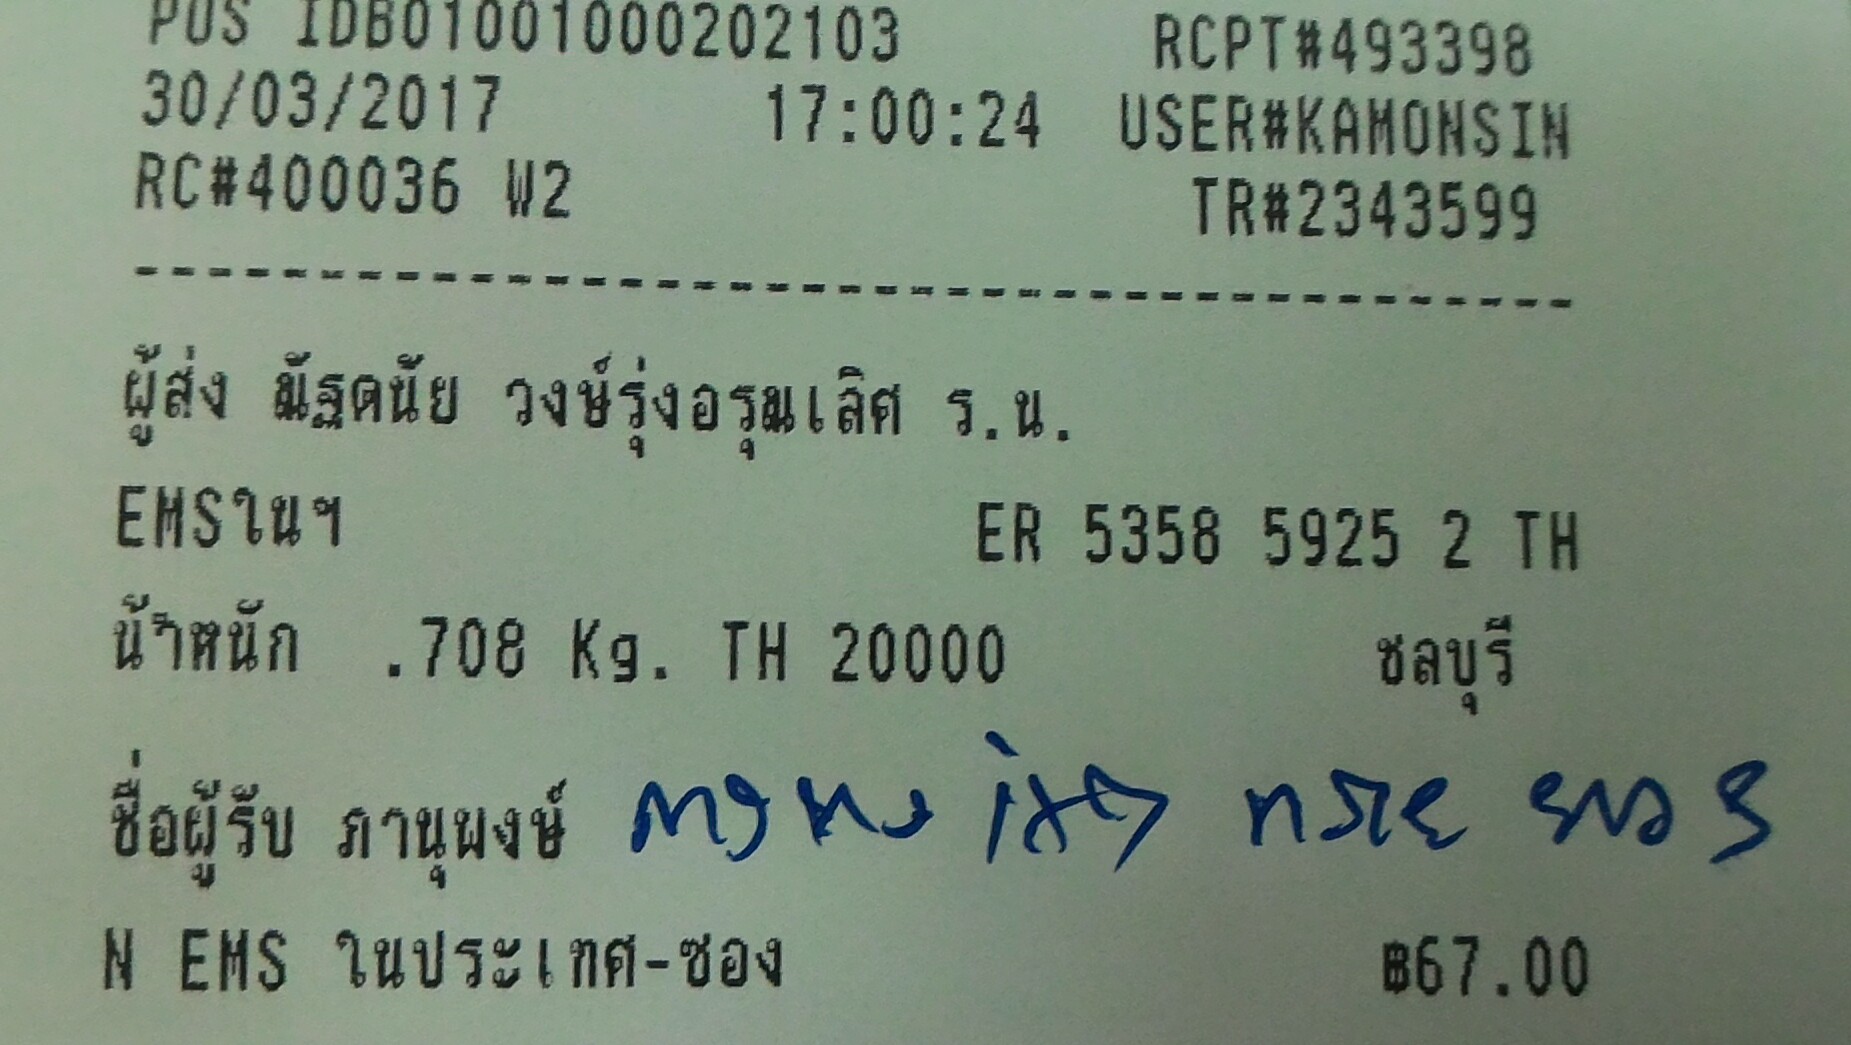 POS IDB01001000202103 RCPT#493398
30/03/2017 17:00:24 USER#KAMONSIN
RC#400036 W2 TR#2343599
--------------------------------
ผู้ส่ง ณัฐดนัย วงษ์รุ่งอรุณเลิศ ร.น.
EMSในฯ ER 5358 5925 2 TH
น้ำหนัก .708 Kg. TH 20000 ชลบุรี
ชื่อผู้รับ ภานุพงษ์
N EMS ในประเทศ-ซอง ฿67.00